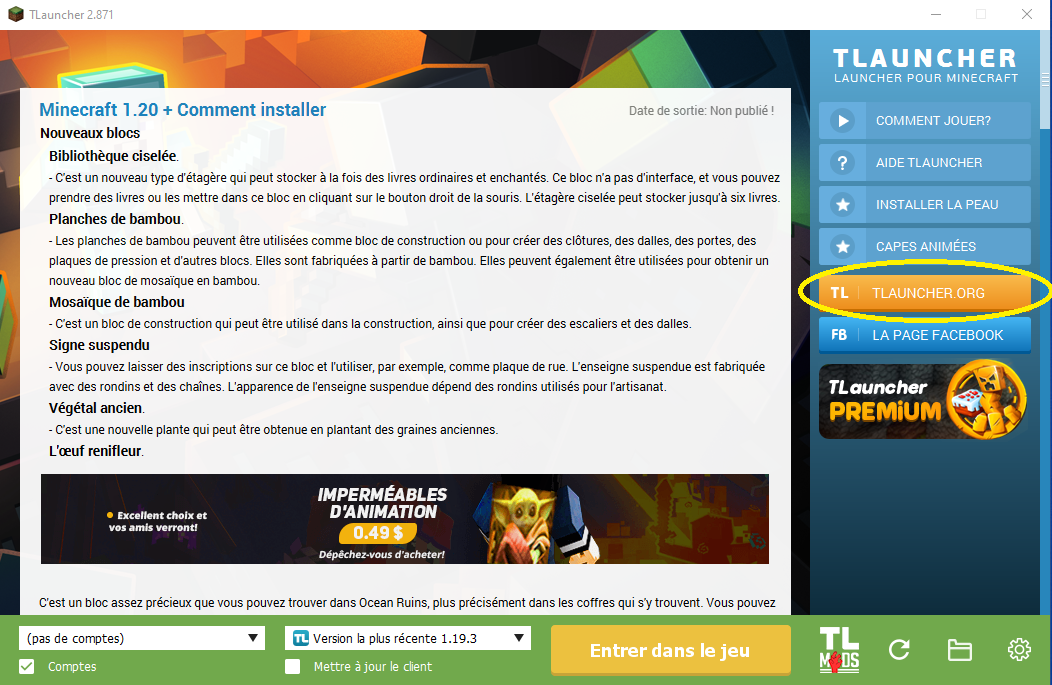 TLauncher 2.871
Minecraft 1.20 + Comment installer
Date de sortie: Non publié !
Nouveaux blocs
Bibliothèque ciselée.
- C'est un nouveau type d'étagère qui peut stocker à la fois des livres ordinaires et enchantés. Ce bloc n'a pas d'interface, et vous pouvez
prendre des livres ou les mettre dans ce bloc en cliquant sur le bouton droit de la souris. L'étagère ciselée peut stocker jusqu'à six livres.
Planches de bambou.
- Les planches de bambou peuvent être utilisées comme bloc de construction ou pour créer des clôtures, des dalles, des portes, des
plaques de pression et d'autres blocs. Elles sont fabriquées à partir de bambou. Elles peuvent également être utilisées pour obtenir un
nouveau bloc de mosaïque en bambou.
Mosaïque de bambou
- C'est un bloc de construction qui peut être utilisé dans la construction, ainsi que pour créer des escaliers et des dalles.
Signe suspendu
- Vous pouvez laisser des inscriptions sur ce bloc et l'utiliser, par exemple, comme plaque de rue. L'enseigne suspendue est fabriquée
avec des rondins et des chaînes. L'apparence de l'enseigne suspendue dépend des rondins utilisés pour l'artisanat.
Végétal ancien.
- C'est une nouvelle plante qui peut être obtenue en plantant des graines anciennes.
L'œuf renifleur.
Excellent choix et
vos amis verront!
IMPERMÉABLES
D'ANIMATION
0.49 $
Dépêchez-vous d'acheter!
C'est un bloc assez précieux que vous pouvez trouver dans Ocean Ruins, plus précisément dans les coffres qui s'y trouvent. Vous pouvez
TLAUNCHER
LAUNCHER POUR MINECRAFT
COMMENT JOUER?
? AIDE TLAUNCHER
INSTALLER LA PEAU
CAPES ANIMÉES
TL TLAUNCHER.ORG
FB LA PAGE FACEBOOK
TLauncher
PREMIUM
(pas de comptes)
TL Version la plus récente 1.19.3
Entrer dans le jeu
TL
MODS
Comptes
Mettre à jour le client